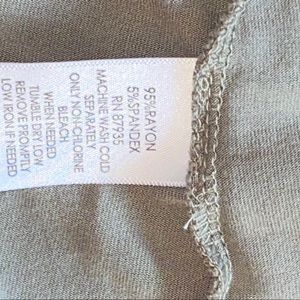 95%RAYON
5%SPANDEX
RN 87935
MACHINE WASH COLD
SEPARATELY
ONLY NON-CHLORINE
BLEACH
WHEN NEEDED
TUMBLE DRY LOW
REMOVE PROMPTLY
LOW IRON IF NEEDED